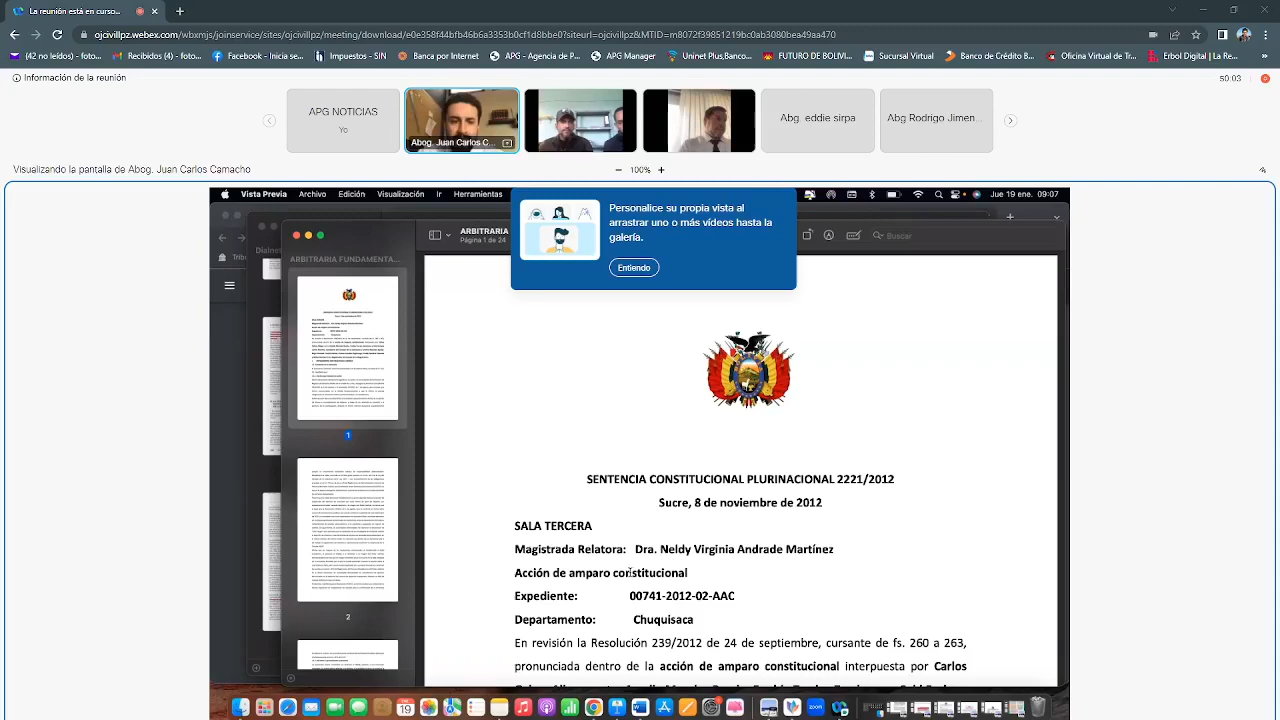 La reunión está en curso...
ojcivillpz.webex.com/wbxmjs/joinservice/sites/ojcivillpz/meeting/download/
(42 no leídos) - Foto...
Recibidos (4) - foto...
Facebook - Inicia se...
Impuestos - SIN
Banca por Internet
APG - Agencia de P...
APG Manager
Uninet Plus,Banco...
FUTURO DE BOLIVI...
Sucursal Virtual
Banco de Crédito B...
Oficina Virtual de Tr...
Erbol Digital | La R...
»
Información de la reunión
50:03
APG NOTICIAS
Yo
Abog. Juan Carlos C...
Abg. eddie sirpa
Abg. Rodrigo Jimen...
Visualizando la pantalla de Abog. Juan Carlos Camacho
− 100% +
Vista Previa Archivo Edición Visualización Ir Herramientas
Jue 19 ene. 09:07
Personalice su propia vista al
arrastrar uno o más vídeos hasta la
galería.
Entiendo
ARBITRARIA
Página 1 de 24
Buscar
Dialnet
Tribu
ARBITRARIA FUNDAMENTA...
1
2
SENTENCIA CONSTITUCIONAL PLURINACIONAL 2221/2012
Sucre, 8 de noviembre de 2012
SALA TERCERA
Magistrada Relatora: Dra. Neldy Virginia Andrade Martínez
Acción de amparo constitucional
Expediente: 00741-2012-02-AAC
Departamento: Chuquisaca
En revisión la Resolución 239/2012 de 24 de septiembre, cursante de fs. 260 a 263,
pronunciada dentro de la acción de amparo constitucional interpuesta por Carlos
19
zoom